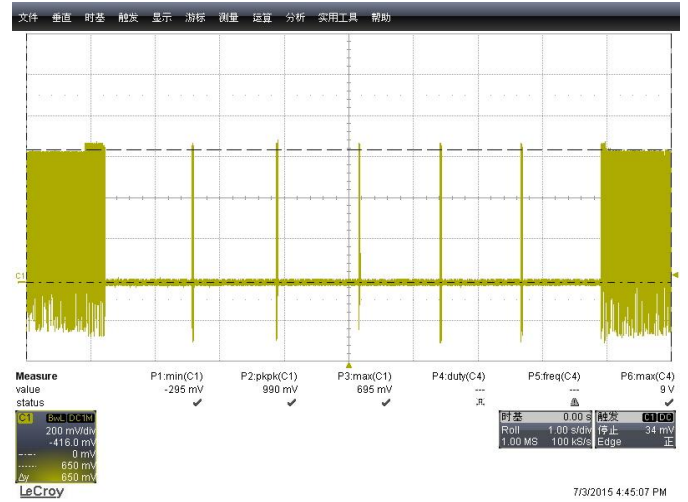 文件 垂直 时基 触发 显示 游标 测量 运算 分析 实用工具 帮助
C1
Measure P1:min(C1) P2:pkpk(C1) P3:max(C1) P4:duty(C4) P5:freq(C4) P6:max(C4)
value -295 mV 990 mV 695 mV --- --- 9 V
status
C1 BwL DC1M
200 mV/div
-416.0 mV
0 mV
650 mV
Δy 650 mV
时基 0.00 s
Roll 1.00 s/div
1.00 MS 100 kS/s
触发 C1 DC
停止 34 mV
Edge 正
LeCroy
7/3/2015 4:45:07 PM